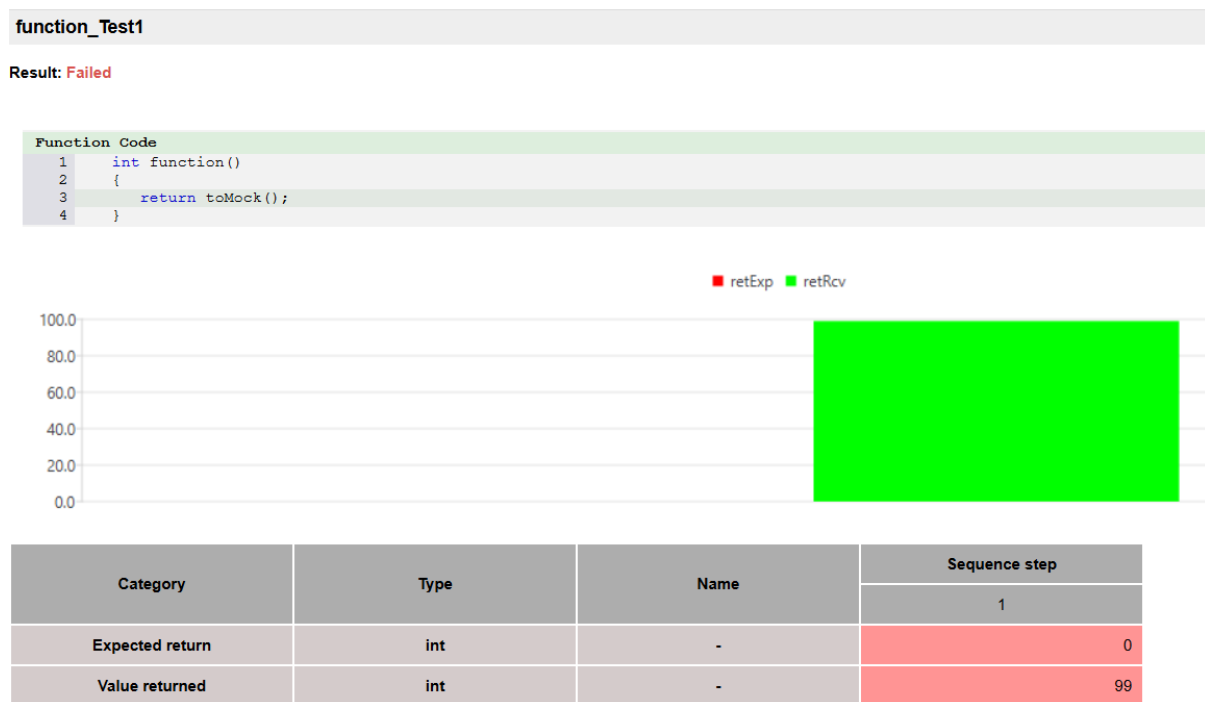 function_Test1
Result: Failed
Function Code
1 int function()
2 {
3 return toMock();
4 }
retExp retRcv
100.0
80.0
60.0
40.0
20.0
0.0
Category Type Name Sequence step
1
Expected return int - 0
Value returned int - 99